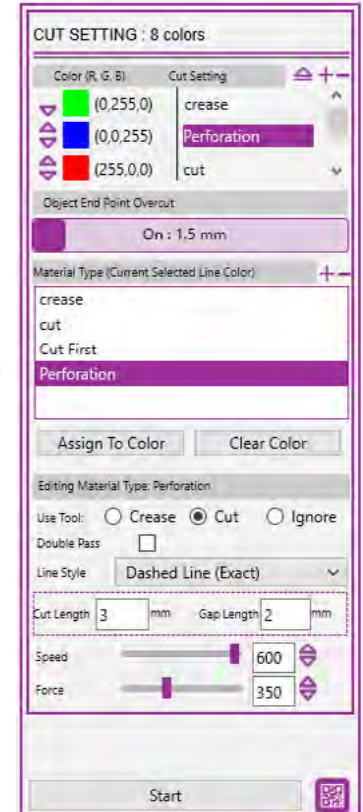 CUT SETTING : 8 colors
Color (R, G, B) Cut Setting
(0,255,0) crease
(0,0,255) Perforation
(255,0,0) cut
Object End Point Overcut
On : 1.5 mm
Material Type (Current Selected Line Color)
crease
cut
Cut First
Perforation
Assign To Color Clear Color
Editing Material Type: Perforation
Use Tool: Crease Cut Ignore
Double Pass
Line Style Dashed Line (Exact)
Cut Length 3 mm Gap Length 2 mm
Speed 600
Force 350
Start